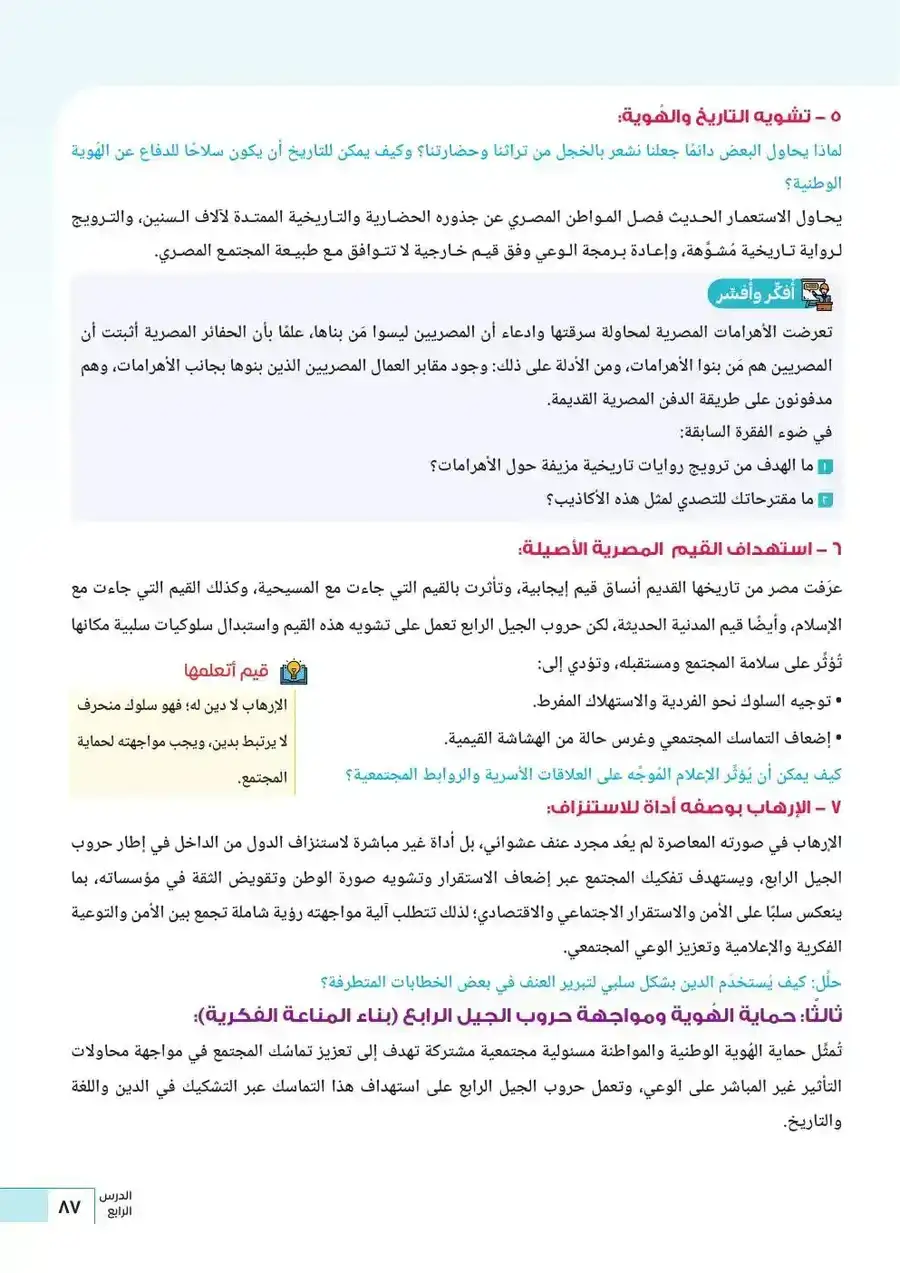 ٥ – تشويه التاريخ والهُوية:
لماذا يحاول البعض دائمًا جعلنا نشعر بالخجل من تراثنا وحضارتنا؟ وكيف يمكن للتاريخ أن يكون سلاحًا للدفاع عن الهُوية
الوطنية؟
يحاول الاستعمار الحديث فصل المواطن المصري عن جذوره الحضارية والتاريخية الممتدة لآلاف السنين، والترويج
لرواية تاريخية مُشوَّهة، وإعادة برمجة الوعي وفق قيم خارجية لا تتوافق مع طبيعة المجتمع المصري.
أفكّر وأفسّر
تعرضت الأهرامات المصرية لمحاولة سرقتها وادعاء أن المصريين ليسوا مَن بناها، علمًا بأن الحفائر المصرية أثبتت أن
المصريين هم مَن بنوا الأهرامات، ومن الأدلة على ذلك: وجود مقابر العمال المصريين الذين بنوها بجانب الأهرامات، وهم
مدفونون على طريقة الدفن المصرية القديمة.
في ضوء الفقرة السابقة:
١ ما الهدف من ترويج روايات تاريخية مزيفة حول الأهرامات؟
٢ ما مقترحاتك للتصدي لمثل هذه الأكاذيب؟
٦ – استهداف القيم المصرية الأصيلة:
عرَفت مصر من تاريخها القديم أنساق قيم إيجابية، وتأثرت بالقيم التي جاءت مع المسيحية، وكذلك القيم التي جاءت مع
الإسلام، وأيضًا قيم المدنية الحديثة، لكن حروب الجيل الرابع تعمل على تشويه هذه القيم واستبدال سلوكيات سلبية مكانها
تُؤثِّر على سلامة المجتمع ومستقبله، وتؤدي إلى:
• توجيه السلوك نحو الفردية والاستهلاك المفرط.
• إضعاف التماسك المجتمعي وغرس حالة من الهشاشة القيمية.
كيف يمكن أن يُؤثِّر الإعلام المُوجَّه على العلاقات الأسرية والروابط المجتمعية؟
قيم أتعلمها
الإرهاب لا دين له؛ فهو سلوك منحرف
لا يرتبط بدين، ويجب مواجهته لحماية
المجتمع.
٧ – الإرهاب بوصفه أداة للاستنزاف:
الإرهاب في صورته المعاصرة لم يعُد مجرد عنف عشوائي، بل أداة غير مباشرة لاستنزاف الدول من الداخل في إطار حروب
الجيل الرابع، ويستهدف تفكيك المجتمع عبر إضعاف الاستقرار وتشويه صورة الوطن وتقويض الثقة في مؤسساته، بما
ينعكس سلبًا على الأمن والاستقرار الاجتماعي والاقتصادي؛ لذلك تتطلب آلية مواجهته رؤية شاملة تجمع بين الأمن والتوعية
الفكرية والإعلامية وتعزيز الوعي المجتمعي.
حلِّل: كيف يُستخدَم الدين بشكل سلبي لتبرير العنف في بعض الخطابات المتطرفة؟
ثالثًا: حماية الهُوية ومواجهة حروب الجيل الرابع (بناء المناعة الفكرية):
تُمثِّل حماية الهُوية الوطنية والمواطنة مسئولية مجتمعية مشتركة تهدف إلى تعزيز تماسُك المجتمع في مواجهة محاولات
التأثير غير المباشر على الوعي، وتعمل حروب الجيل الرابع على استهداف هذا التماسك عبر التشكيك في الدين واللغة
والتاريخ.
الدرس
الرابع
٨٧